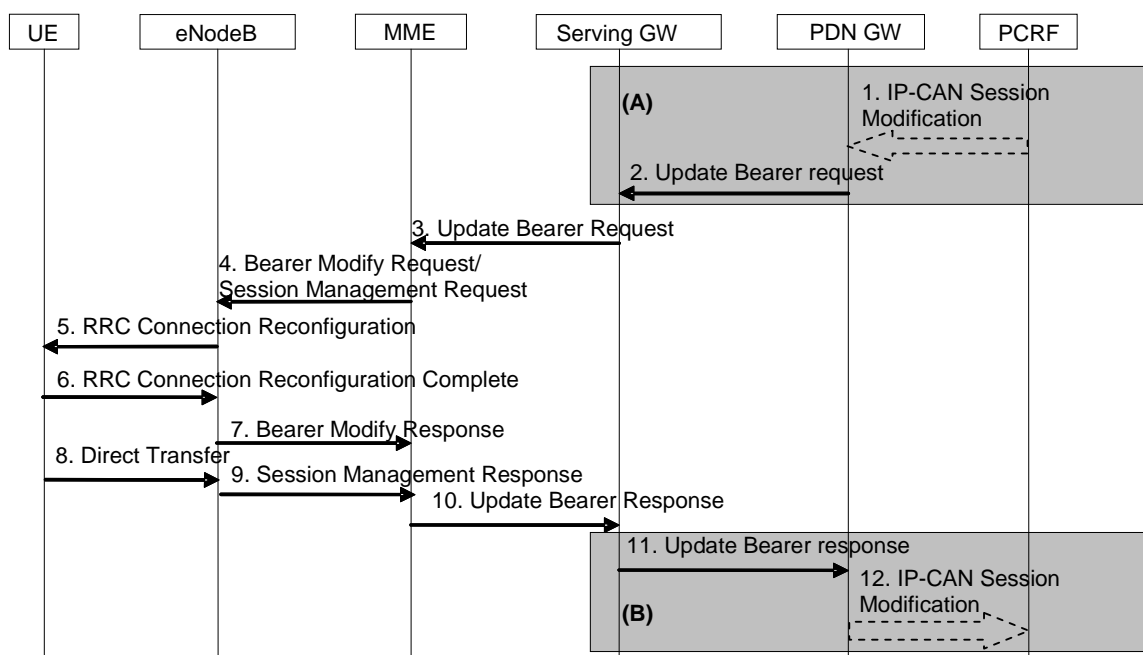 UE
eNodeB
MME
Serving GW
PDN GW
PCRF
(A)
1. IP-CAN Session
Modification
2. Update Bearer request
3. Update Bearer Request
4. Bearer Modify Request/
Session Management Request
5. RRC Connection Reconfiguration
6. RRC Connection Reconfiguration Complete
7. Bearer Modify Response
8. Direct Transfer
9. Session Management Response
10. Update Bearer Response
11. Update Bearer response
12. IP-CAN Session
Modification
(B)